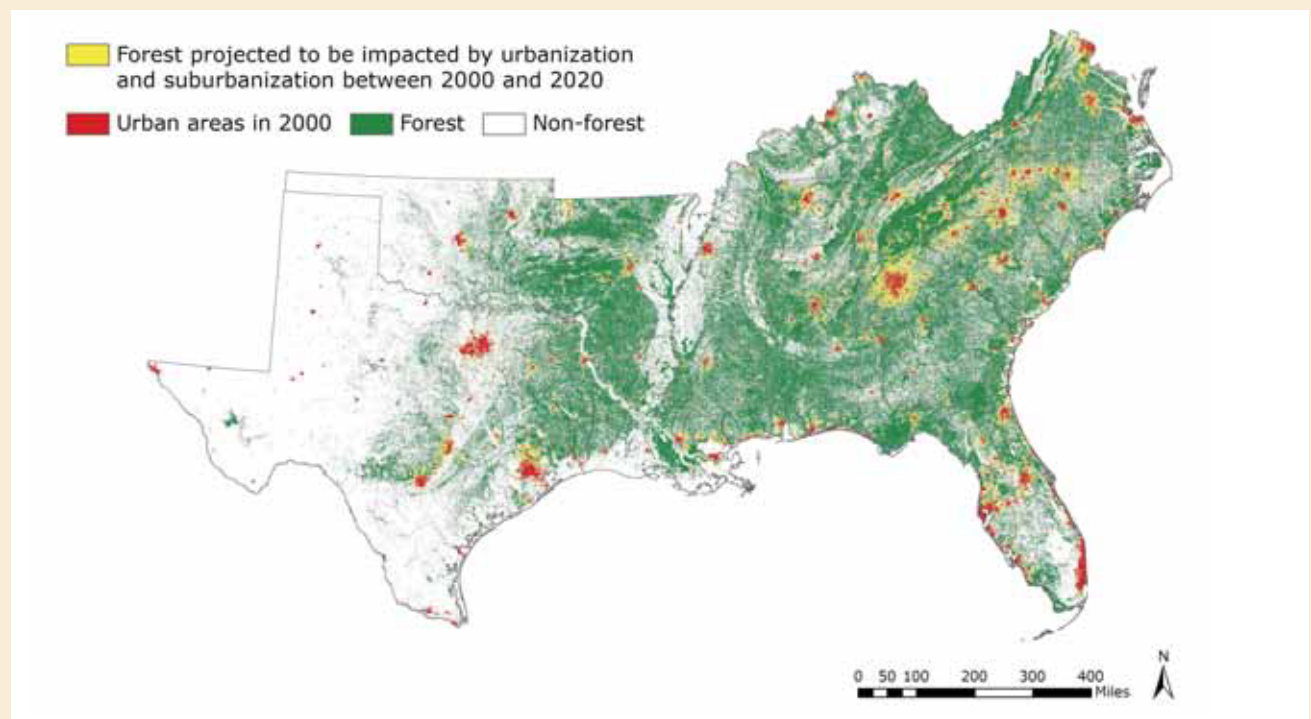 Forest projected to be impacted by urbanization
and suburbanization between 2000 and 2020
Urban areas in 2000 Forest Non-forest
N
0 50 100 200 300 400
Miles